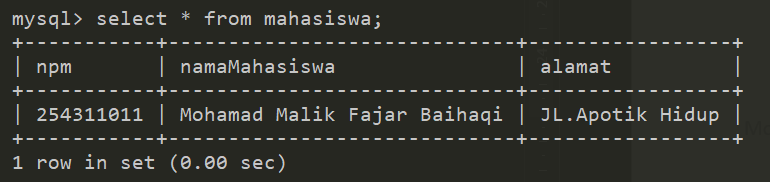 mysql> select * from mahasiswa;
+-----------+-----------------------------+-----------------+
| npm       | namaMahasiswa               | alamat          |
+-----------+-----------------------------+-----------------+
| 254311011 | Mohamad Malik Fajar Baihaqi | JL.Apotik Hidup |
+-----------+-----------------------------+-----------------+
1 row in set (0.00 sec)